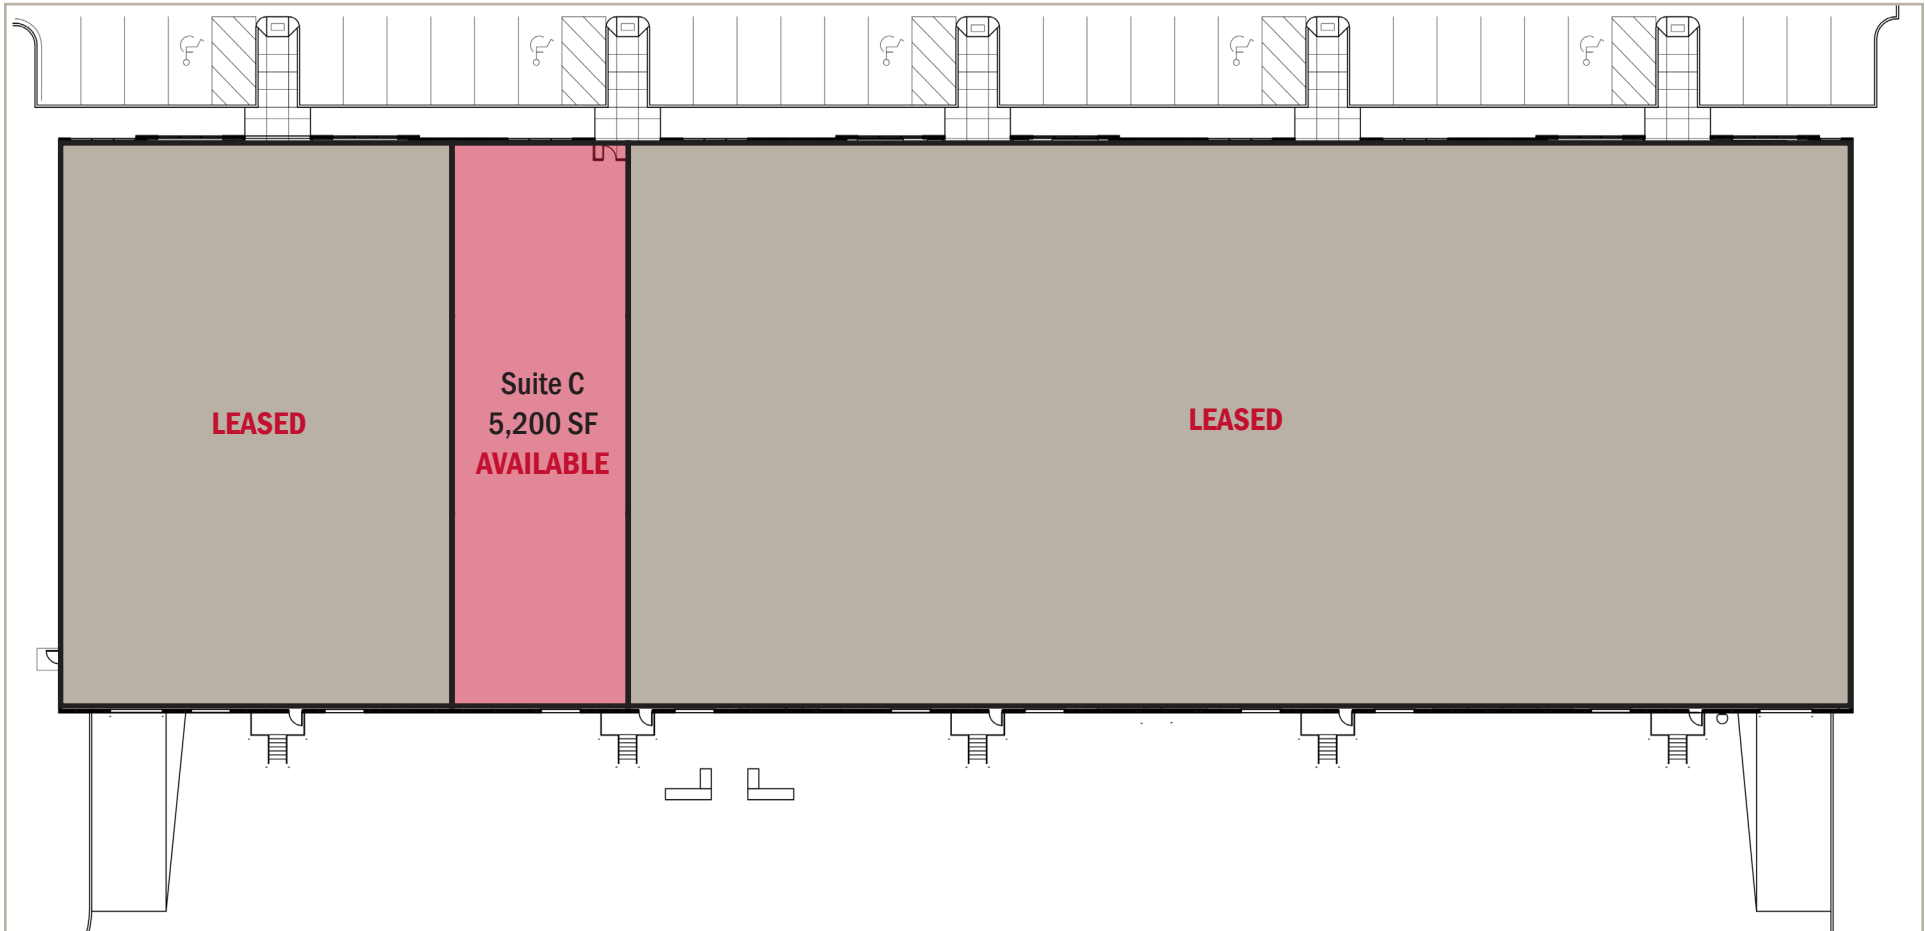 LEASED
Suite C
5,200 SF
AVAILABLE
LEASED